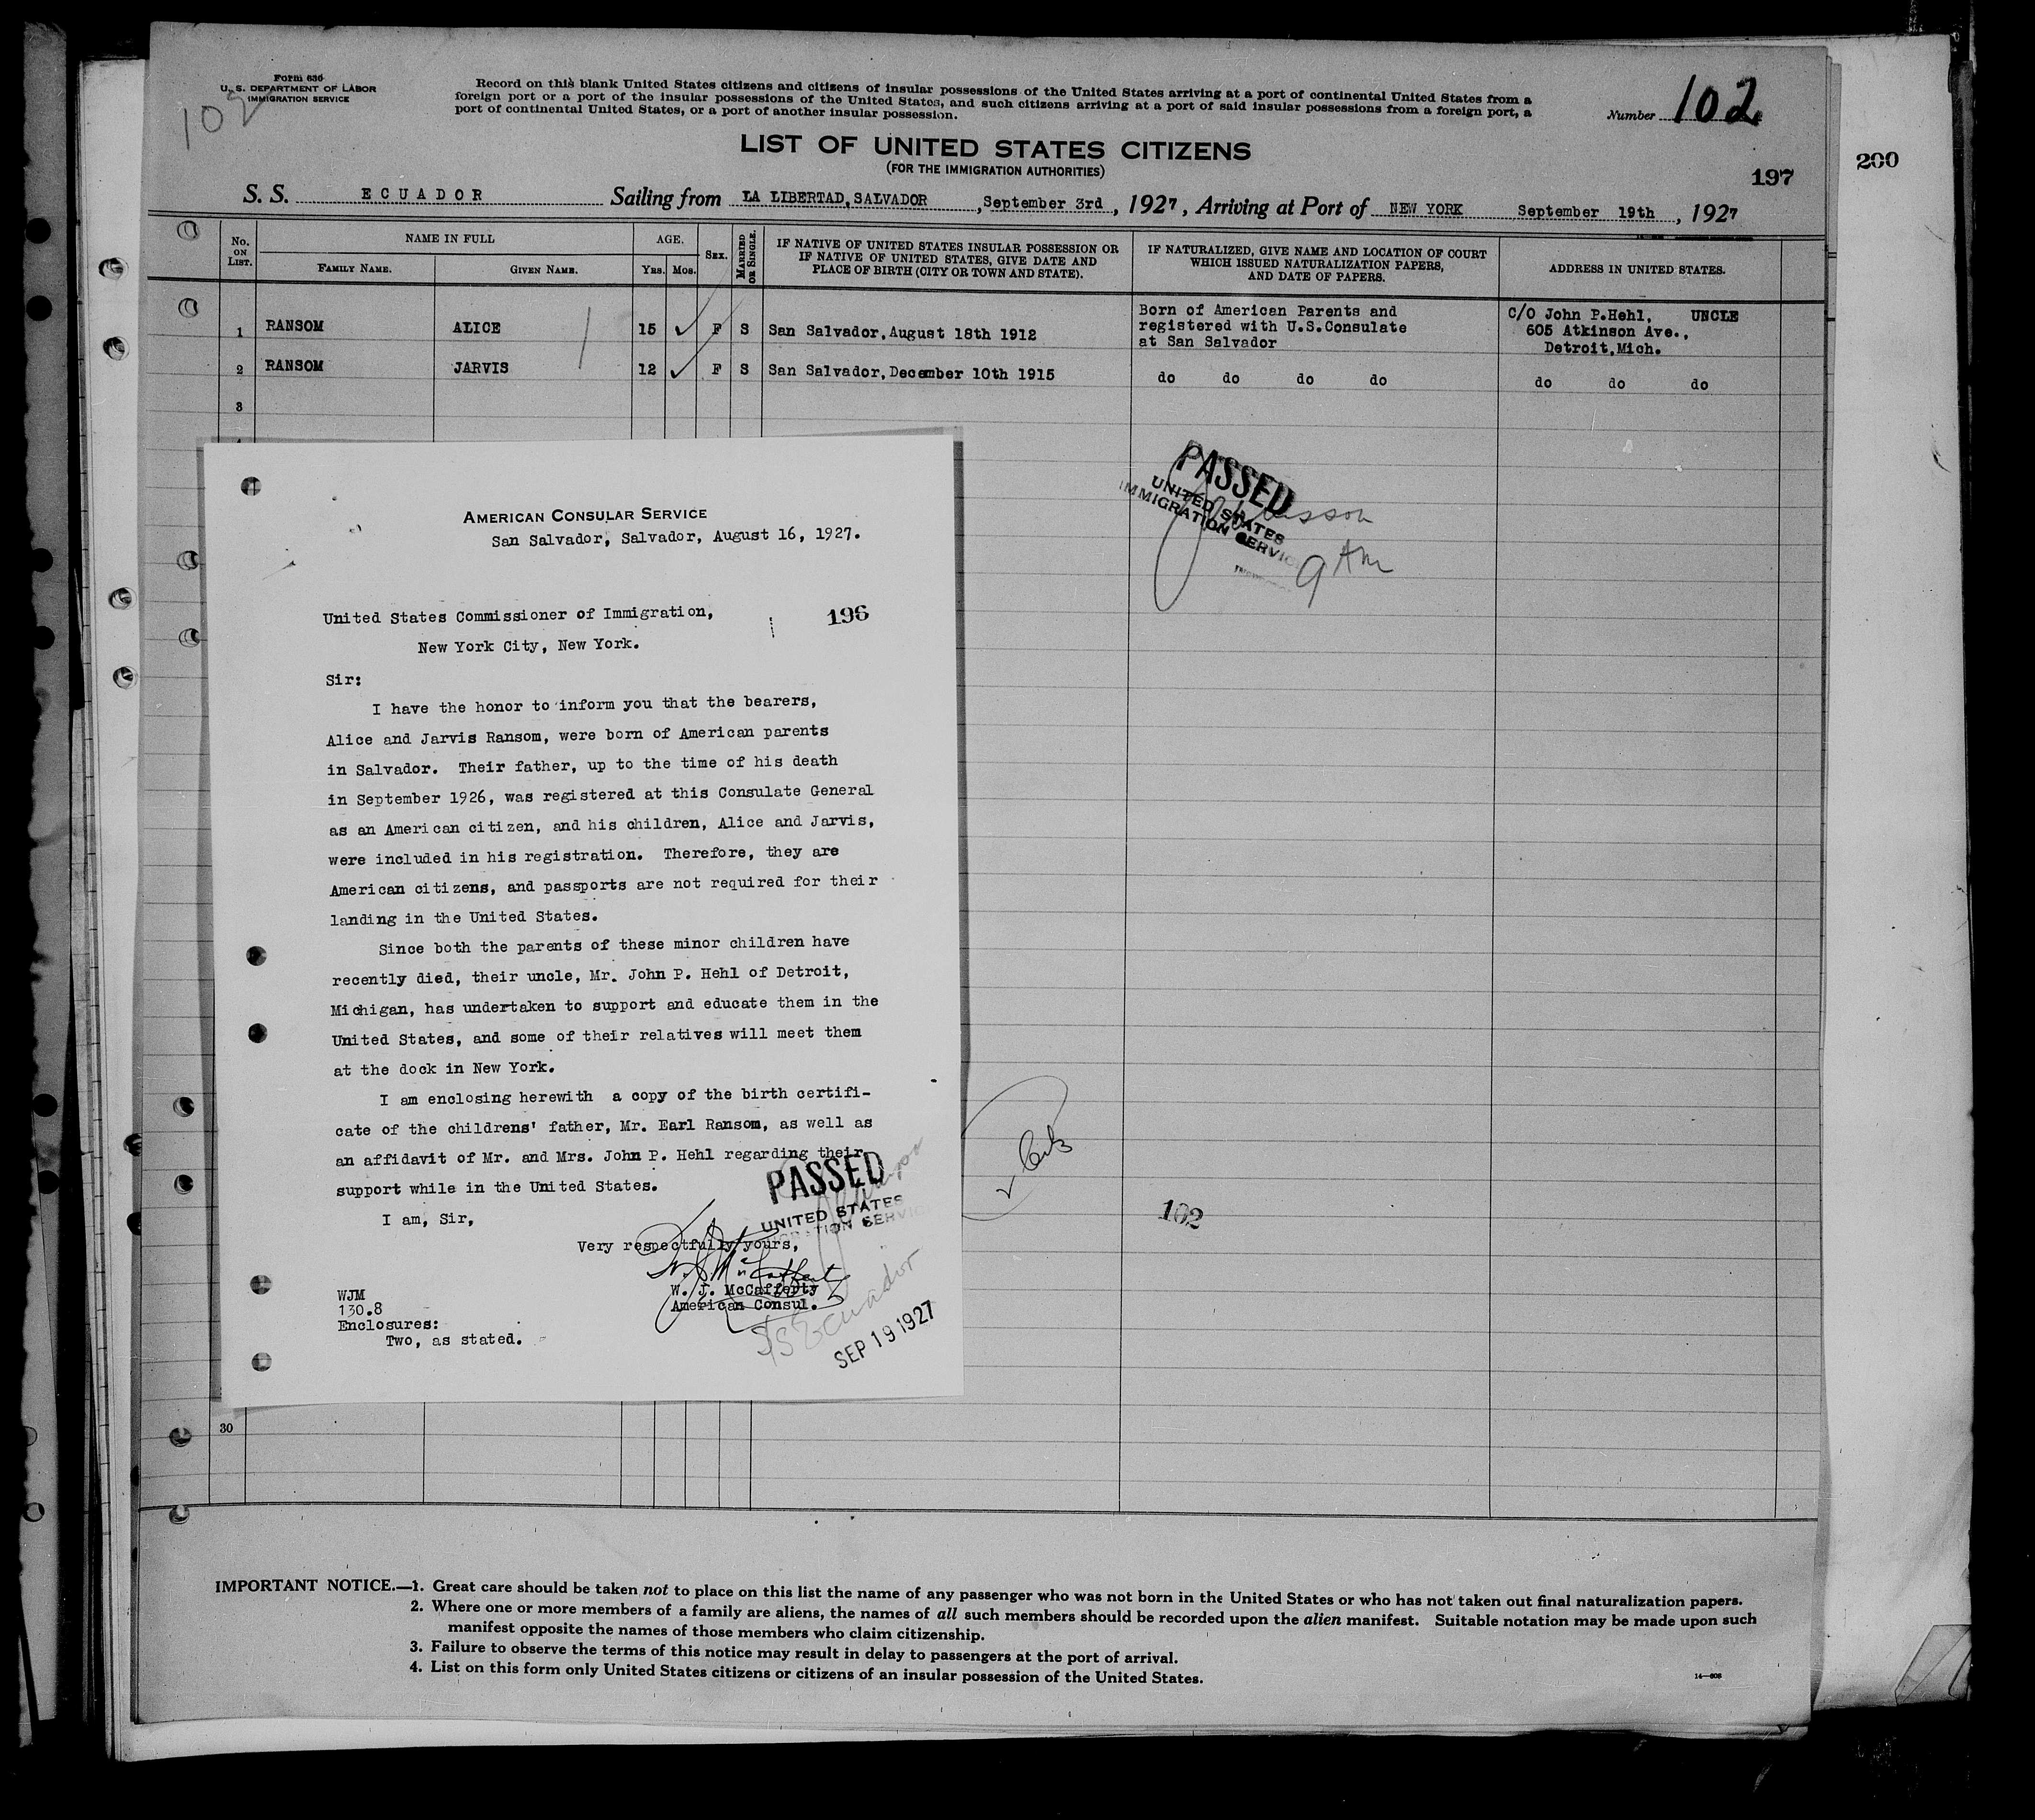 Form 630
U. S. DEPARTMENT OF LABOR
IMMIGRATION SERVICE
102
Record on this blank United States citizens and citizens of insular possessions of the United States arriving at a port of continental United States from a
foreign port or a port of the insular possessions of the United States, and such citizens arriving at a port of said insular possessions from a foreign port, a
port of continental United States, or a port of another insular possession.
Number 102
LIST OF UNITED STATES CITIZENS
(FOR THE IMMIGRATION AUTHORITIES)
197
200
S. S. ECUADOR Sailing from LA LIBERTAD, SALVADOR, September 3rd, 1927, Arriving at Port of NEW YORK September 19th, 1927
No. ON LIST.
NAME IN FULL
FAMILY NAME.
GIVEN NAME.
AGE.
Yrs. Mos.
SEX.
MARRIED OR SINGLE.
IF NATIVE OF UNITED STATES INSULAR POSSESSION OR
IF NATIVE OF UNITED STATES, GIVE DATE AND
PLACE OF BIRTH (CITY OR TOWN AND STATE).
IF NATURALIZED, GIVE NAME AND LOCATION OF COURT
WHICH ISSUED NATURALIZATION PAPERS,
AND DATE OF PAPERS.
ADDRESS IN UNITED STATES.
1 RANSOM ALICE 15 ✓ F S San Salvador, August 18th 1912
Born of American Parents and
registered with U.S.Consulate
at San Salvador
C/O John P.Hehl, UNCLE
605 Atkinson Ave.,
Detroit,Mich.
2 RANSOM JARVIS 12 ✓ F S San Salvador, December 10th 1915 do do do do do do do
3
PASSED
UNITED STATES
IMMIGRATION SERVICE
9 AM
AMERICAN CONSULAR SERVICE
San Salvador, Salvador, August 16, 1927.
United States Commissioner of Immigration,
196
New York City, New York.
Sir:
I have the honor to inform you that the bearers,
Alice and Jarvis Ransom, were born of American parents
in Salvador. Their father, up to the time of his death
in September 1926, was registered at this Consulate General
as an American citizen, and his children, Alice and Jarvis,
were included in his registration. Therefore, they are
American citizens, and passports are not required for their
landing in the United States.
Since both the parents of these minor children have
recently died, their uncle, Mr. John P. Hehl of Detroit,
Michigan, has undertaken to support and educate them in the
United States, and some of their relatives will meet them
at the dock in New York.
I am enclosing herewith a copy of the birth certifi-
cate of the childrens' father, Mr. Earl Ransom, as well as
an affidavit of Mr. and Mrs. John P. Hehl regarding their
support while in the United States.
I am, Sir,
Very respectfully yours,
W. J. McCafferty
American Consul.
PASSED
UNITED STATES
IMMIGRATION SERVICE
S/S Ecuador
SEP 19 1927
WJM
130.8
Enclosures:
Two, as stated.
102
30
IMPORTANT NOTICE.—1. Great care should be taken not to place on this list the name of any passenger who was not born in the United States or who has not taken out final naturalization papers.
2. Where one or more members of a family are aliens, the names of all such members should be recorded upon the alien manifest. Suitable notation may be made upon such
manifest opposite the names of those members who claim citizenship.
3. Failure to observe the terms of this notice may result in delay to passengers at the port of arrival.
4. List on this form only United States citizens or citizens of an insular possession of the United States.
14—608